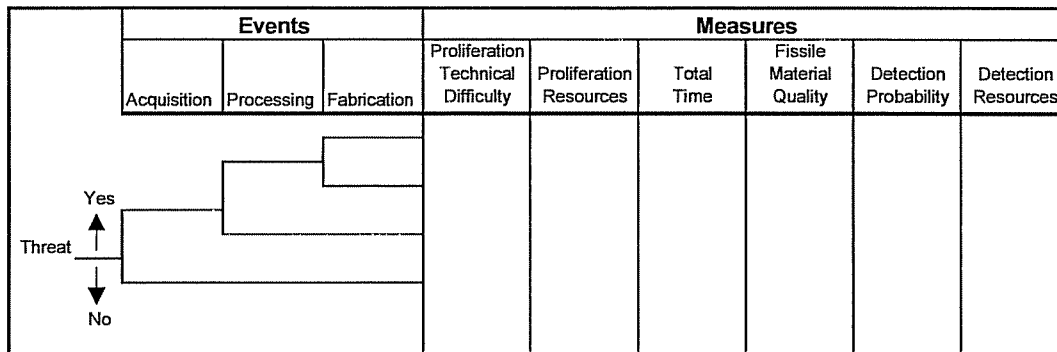 Events
Measures
Acquisition
Processing
Fabrication
Proliferation
Technical
Difficulty
Proliferation
Resources
Total
Time
Fissile
Material
Quality
Detection
Probability
Detection
Resources
Yes
Threat
No